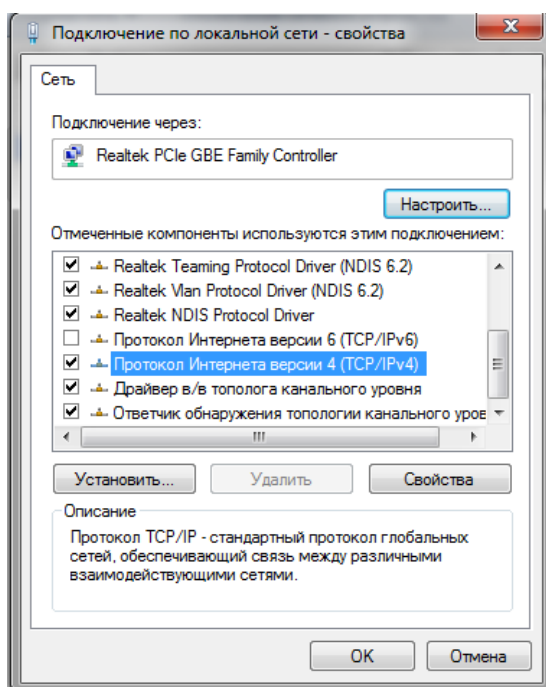 Подключение по локальной сети - свойства
Сеть
Подключение через:
Realtek PCIe GBE Family Controller
Настроить...
Отмеченные компоненты используются этим подключением:
Realtek Teaming Protocol Driver (NDIS 6.2)
Realtek Vlan Protocol Driver (NDIS 6.2)
Realtek NDIS Protocol Driver
Протокол Интернета версии 6 (TCP/IPv6)
Протокол Интернета версии 4 (TCP/IPv4)
Драйвер в/в тополога канального уровня
Ответчик обнаружения топологии канального уров
Установить...
Удалить
Свойства
Описание
Протокол TCP/IP - стандартный протокол глобальных
сетей, обеспечивающий связь между различными
взаимодействующими сетями.
OK
Отмена